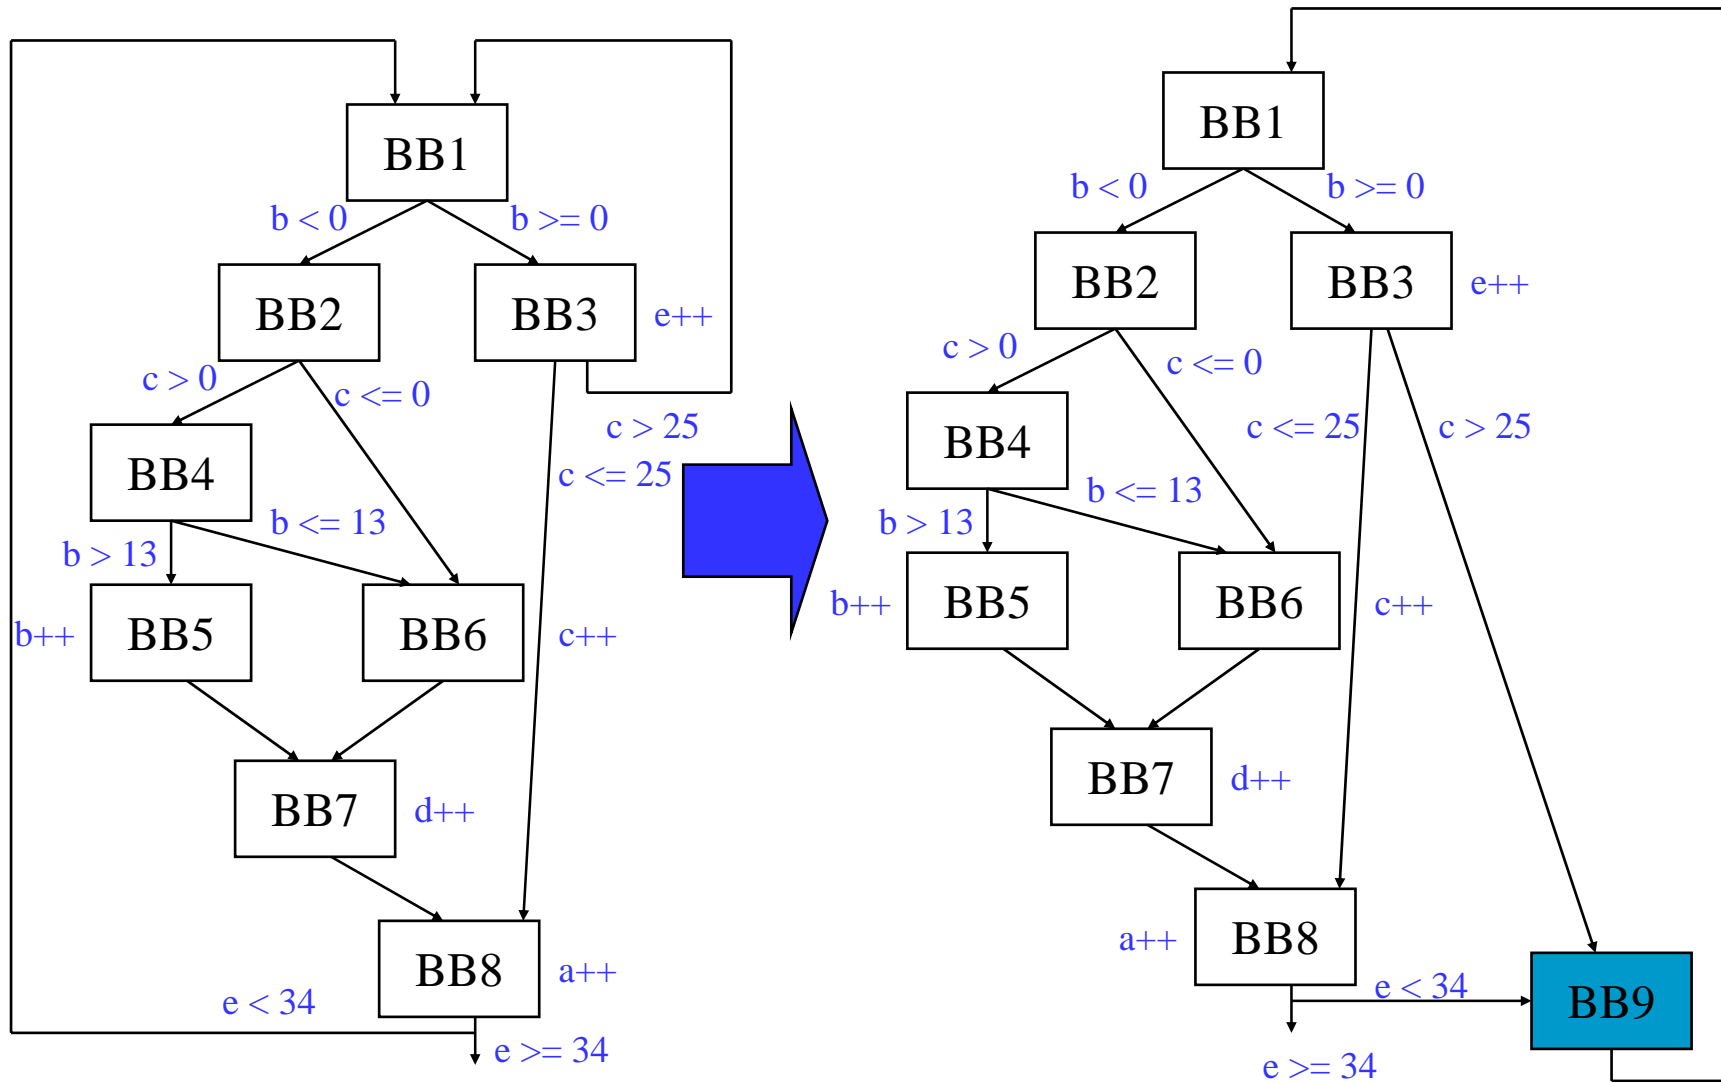 BB1
b < 0
b >= 0
BB2
BB3
e++
c > 0
c <= 0
c > 25
c <= 25
BB4
b > 13
b <= 13
b++
BB5
BB6
c++
BB7
d++
BB8
a++
e < 34
e >= 34
BB1
b < 0
b >= 0
BB2
BB3
e++
c > 0
c <= 0
c <= 25
c > 25
BB4
b <= 13
b > 13
b++
BB5
BB6
c++
BB7
d++
a++
BB8
e < 34
BB9
e >= 34